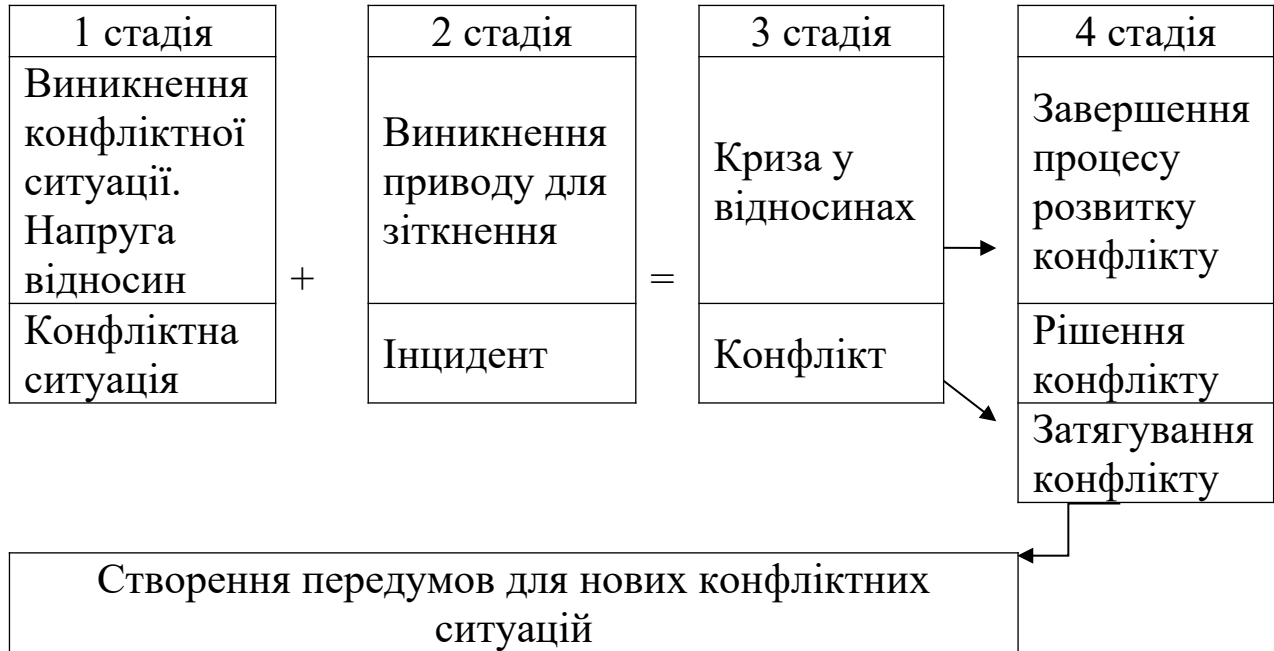 1 стадія
Виникнення
конфліктної
ситуації.
Напруга
відносин
Конфліктна
ситуація
+
2 стадія
Виникнення
приводу для
зіткнення
Інцидент
=
3 стадія
Криза у
відносинах
Конфлікт
4 стадія
Завершення
процесу
розвитку
конфлікту
Рішення
конфлікту
Затягування
конфлікту
Створення передумов для нових конфліктних
ситуацій